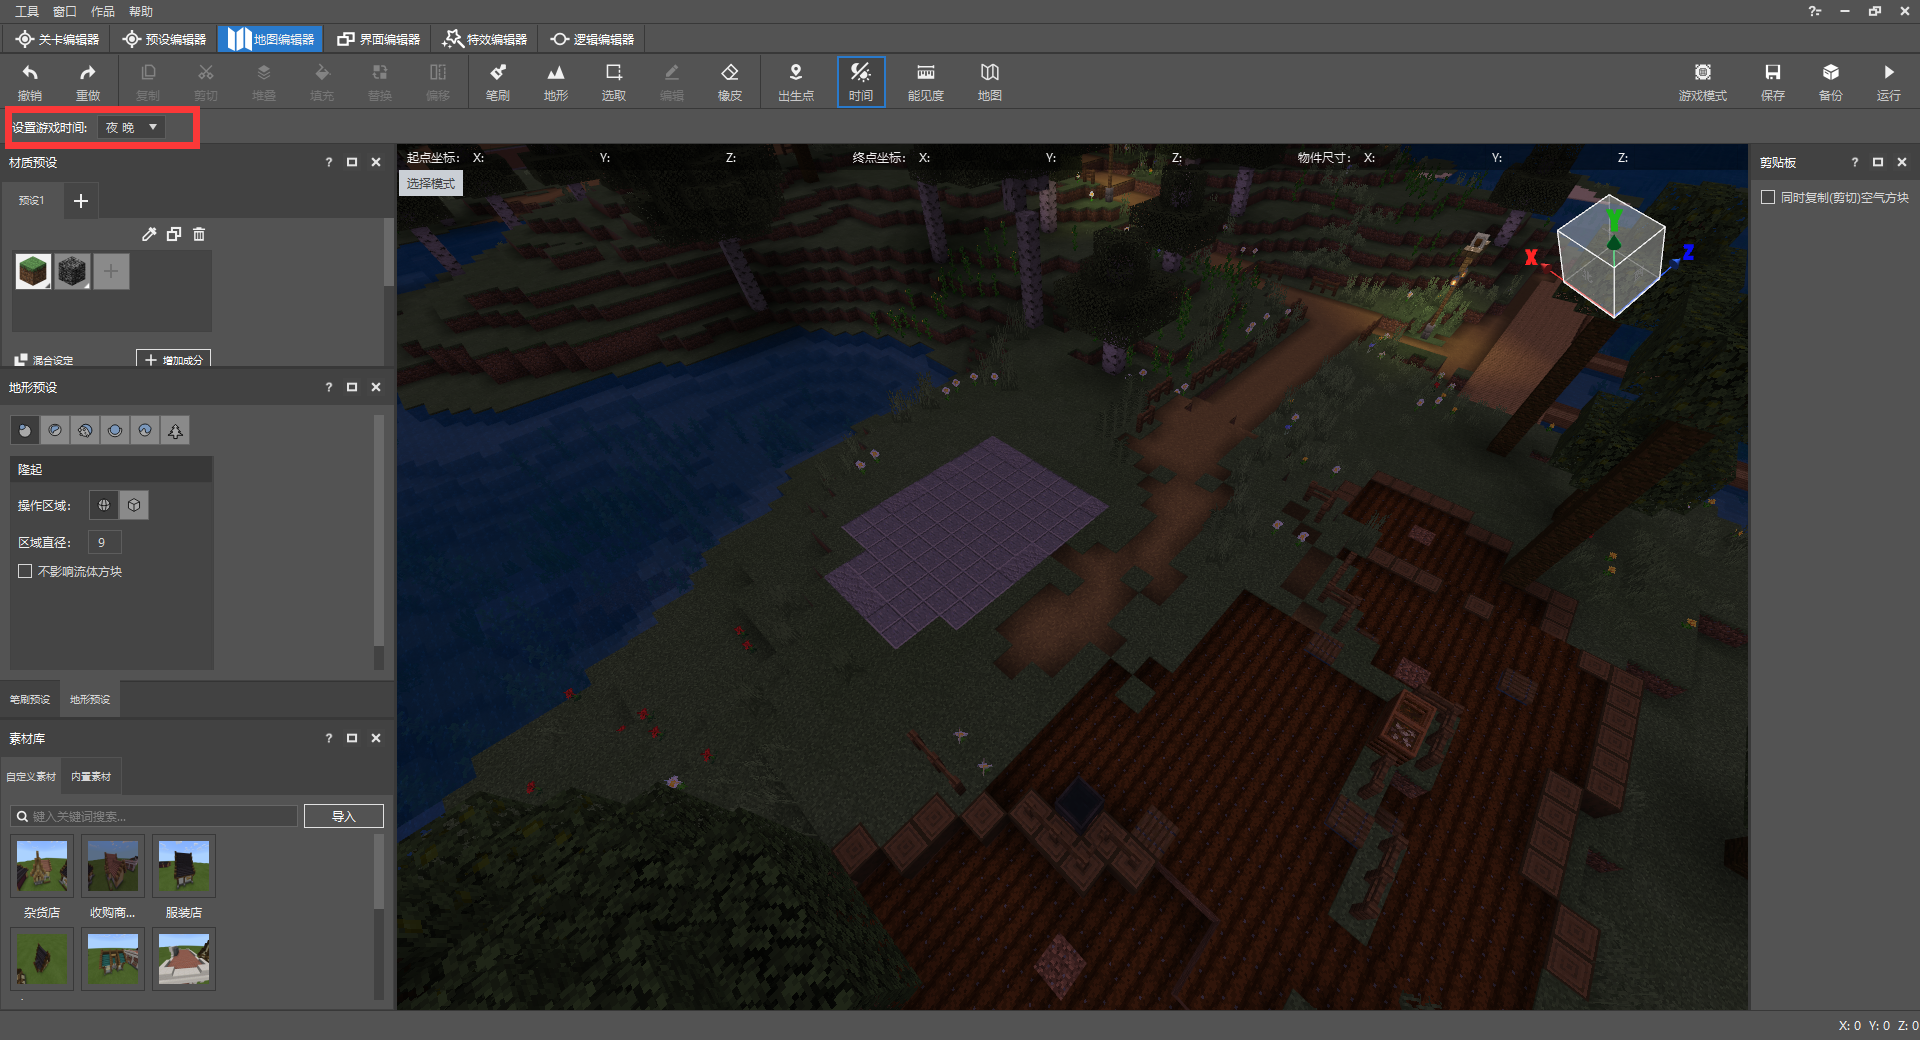 工具 窗口 作品 帮助
关卡编辑器 预设编辑器 地图编辑器 界面编辑器 特效编辑器 逻辑编辑器
撤销 重做 复制 剪切 堆叠 填充 替换 偏移 笔刷 地形 选取 编辑 橡皮 出生点 时间 能见度 地图 游戏模式 保存 备份 运行
设置游戏时间: 夜晚
材质预设 ?
起点坐标: X: Y: Z: 终点坐标: X: Y: Z: 物件尺寸: X: Y: Z:
剪贴板 ?
选择模式
同时复制(剪切)空气方块
预设1
Y
X
Z
混合设定 增加成分
地形预设 ?
隆起
操作区域:
区域直径: 9
不影响流体方块
笔刷预设 地形预设
素材库 ?
自定义素材 内置素材
键入关键词搜索... 导入
杂货店 收购商... 服装店
X: 0 Y: 0 Z: 0